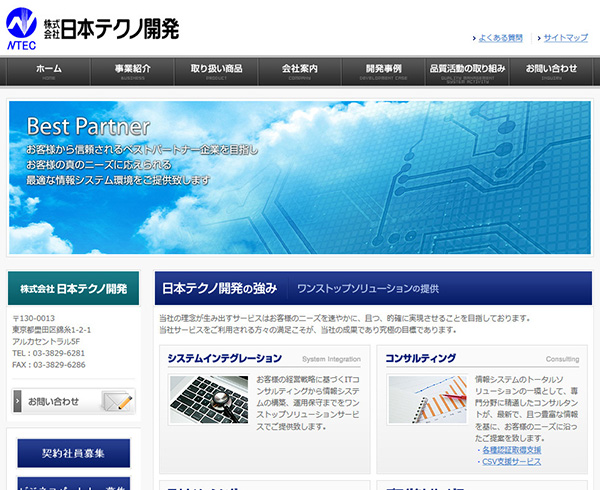 NTEC
株式会社 日本テクノ開発
よくある質問 サイトマップ
ホーム 事業紹介 取り扱い商品 会社案内 開発事例 品質活動の取り組み お問い合わせ
HOME BUSINESS PRODUCT COMPANY DEVELOPMENT CASE QUALITY MANAGEMENT SYSTEM ACTIVITY INQUIRY
Best Partner
お客様から信頼されるベストパートナー企業を目指し
お客様の真のニーズに応えられる
最適な情報システム環境をご提供致します
株式会社 日本テクノ開発
〒130-0013
東京都墨田区錦糸1-2-1
アルカセントラル5F
TEL：03-3829-6281
FAX：03-3829-6286
お問い合わせ
契約社員募集
ビジネスパートナー募集
日本テクノ開発の強み ワンストップソリューションの提供
当社の理念が生み出すサービスはお客様のニーズを速やかに、且つ、的確に実現させることを目指しております。
当社サービスをご利用される方々の満足こそが、当社の成果であり究極の目標であります。
システムインテグレーション System Integration
お客様の経営戦略に基づくITコ
ンサルティングから情報システ
ムの構築、運用保守までをワン
ストップソリューションサービ
スでご提供致します。
コンサルティング Consulting
情報システムのトータルソ
リューションの一環として、専
門分野に精通したコンサルタン
トが、最新で、且つ豊富な情報
を基に、お客様のニーズに沿っ
たご提案を致します。
・各種認証取得支援
・CSV支援サービス